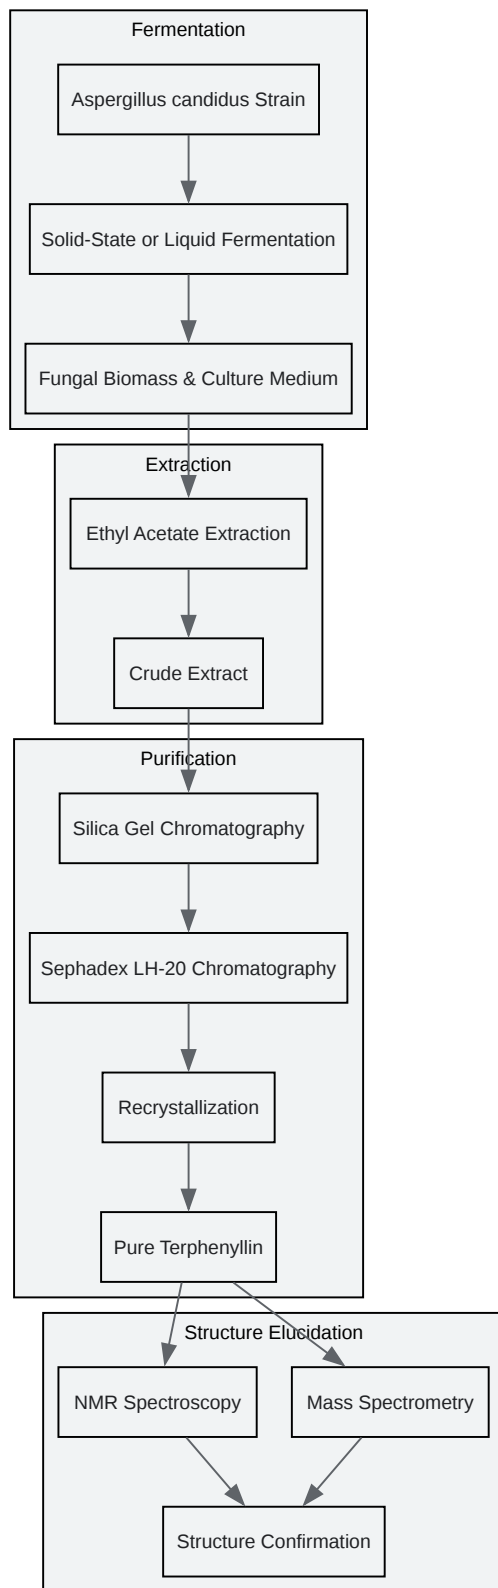 Fermentation
Aspergillus candidus Strain
Solid-State or Liquid Fermentation
Fungal Biomass & Culture Medium
Extraction
Ethyl Acetate Extraction
Crude Extract
Purification
Silica Gel Chromatography
Sephadex LH-20 Chromatography
Recrystallization
Pure Terphenyllin
Structure Elucidation
NMR Spectroscopy
Mass Spectrometry
Structure Confirmation